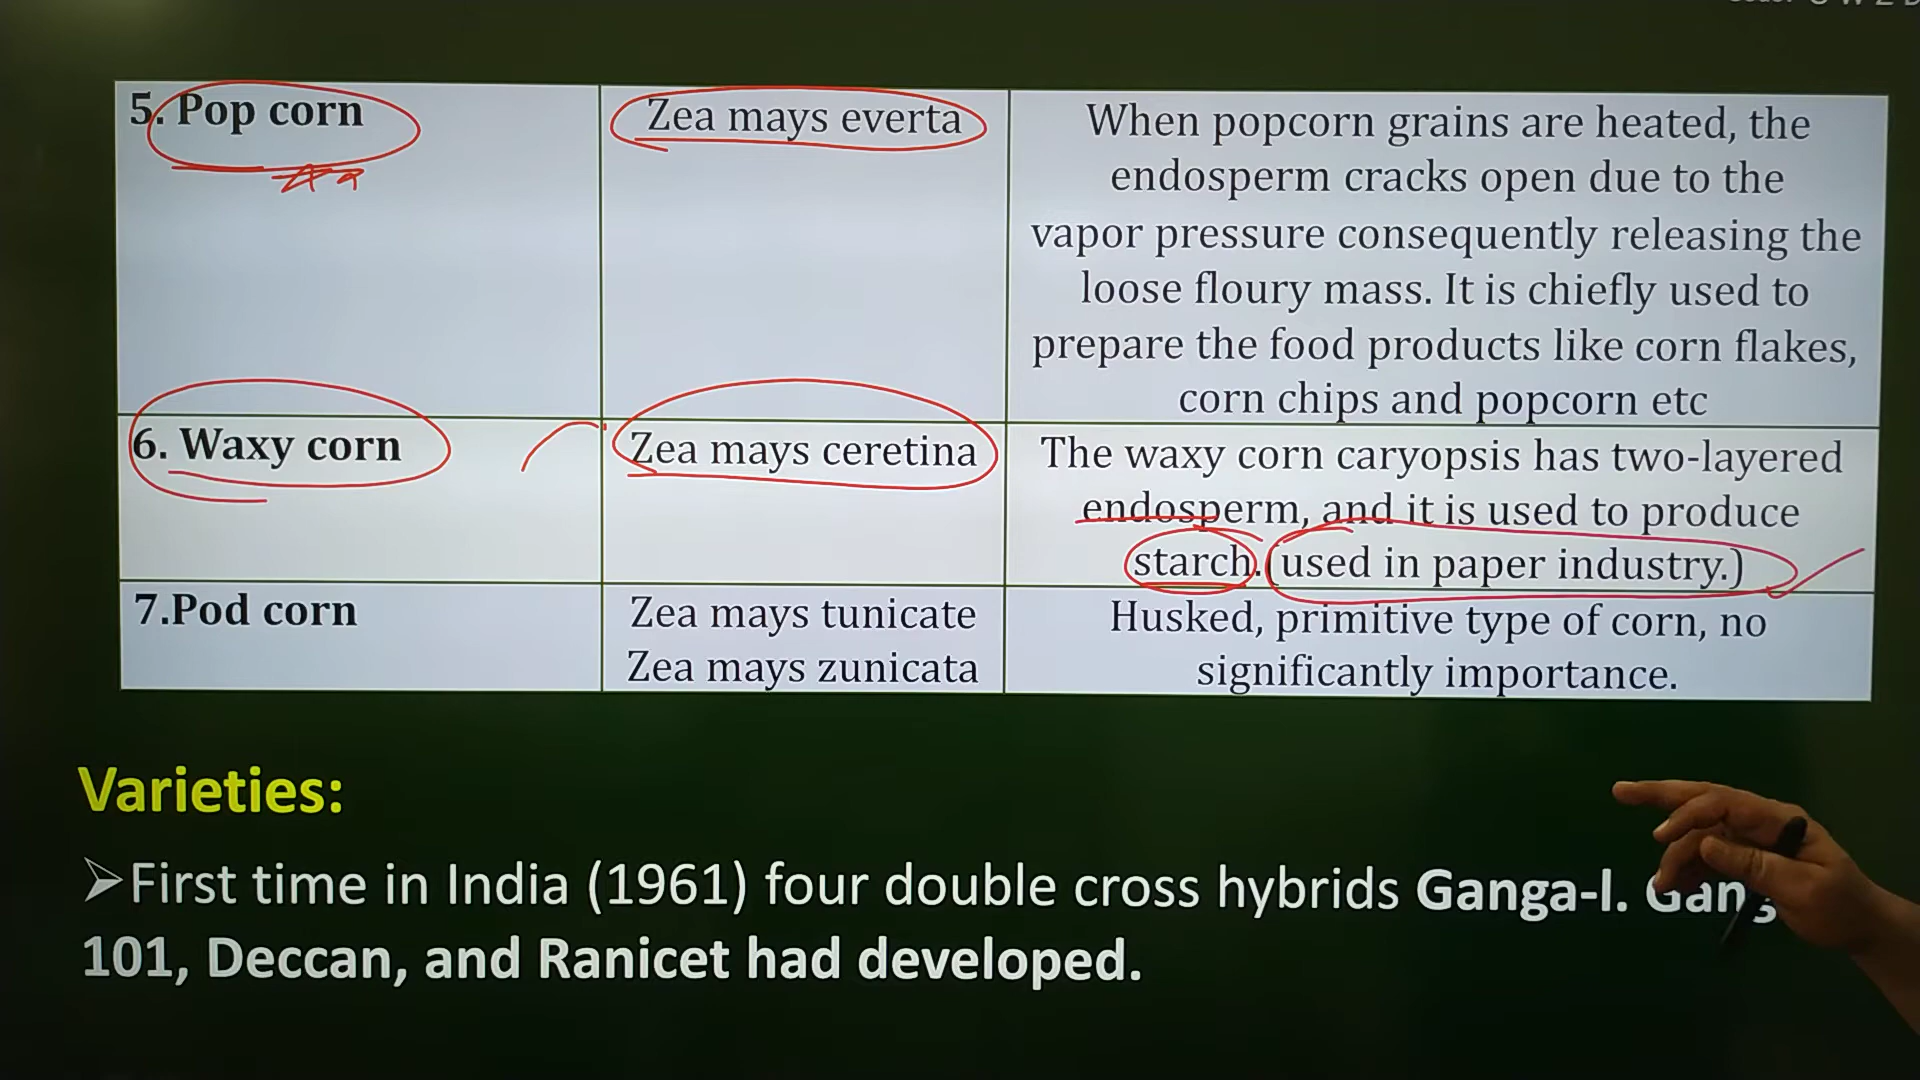 5. Pop corn
Zea mays everta
When popcorn grains are heated, the
endosperm cracks open due to the
vapor pressure consequently releasing the
loose floury mass. It is chiefly used to
prepare the food products like corn flakes,
corn chips and popcorn etc
6. Waxy corn
Zea mays ceretina
The waxy corn caryopsis has two-layered
endosperm, and it is used to produce
starch.(used in paper industry.)
7.Pod corn
Zea mays tunicate
Zea mays zunicata
Husked, primitive type of corn, no
significantly importance.
Varieties:
➢First time in India (1961) four double cross hybrids Ganga-I.
101, Deccan, and Ranicet had developed.